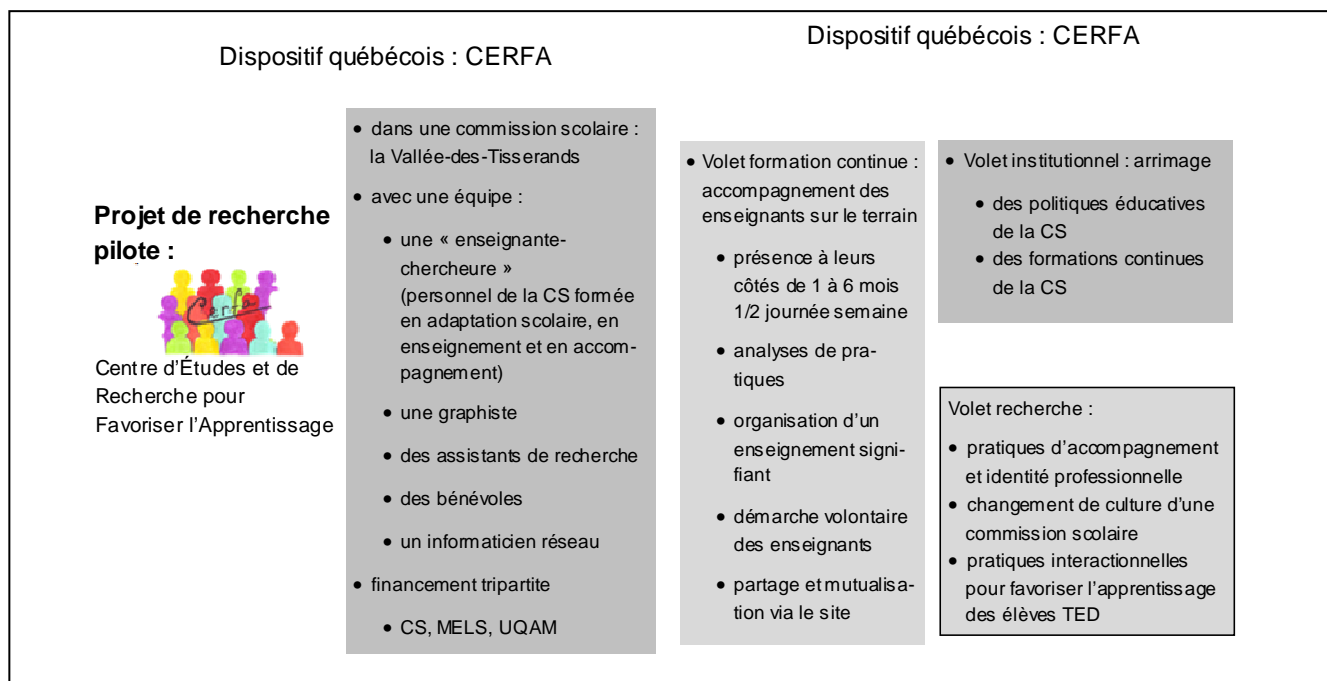 Dispositif québécois : CERFA
Projet de recherche
pilote :
Cerfa
Centre d’Études et de
Recherche pour
Favoriser l’Apprentissage
• dans une commission scolaire :
la Vallée-des-Tisserands
• avec une équipe :
• une « enseignante-
chercheure »
(personnel de la CS formée
en adaptation scolaire, en
enseignement et en accom-
pagnement)
• une graphiste
• des assistants de recherche
• des bénévoles
• un informaticien réseau
• financement tripartite
• CS, MELS, UQAM
Dispositif québécois : CERFA
• Volet formation continue :
accompagnement des
enseignants sur le terrain
• présence à leurs
côtés de 1 à 6 mois
1/2 journée semaine
• analyses de pra-
tiques
• organisation d’un
enseignement signi-
fiant
• démarche volontaire
des enseignants
• partage et mutualisa-
tion via le site
• Volet institutionnel : arrimage
• des politiques éducatives
de la CS
• des formations continues
de la CS
Volet recherche :
• pratiques d’accompagnement
et identité professionnelle
• changement de culture d’une
commission scolaire
• pratiques interactionnelles
pour favoriser l’apprentissage
des élèves TED